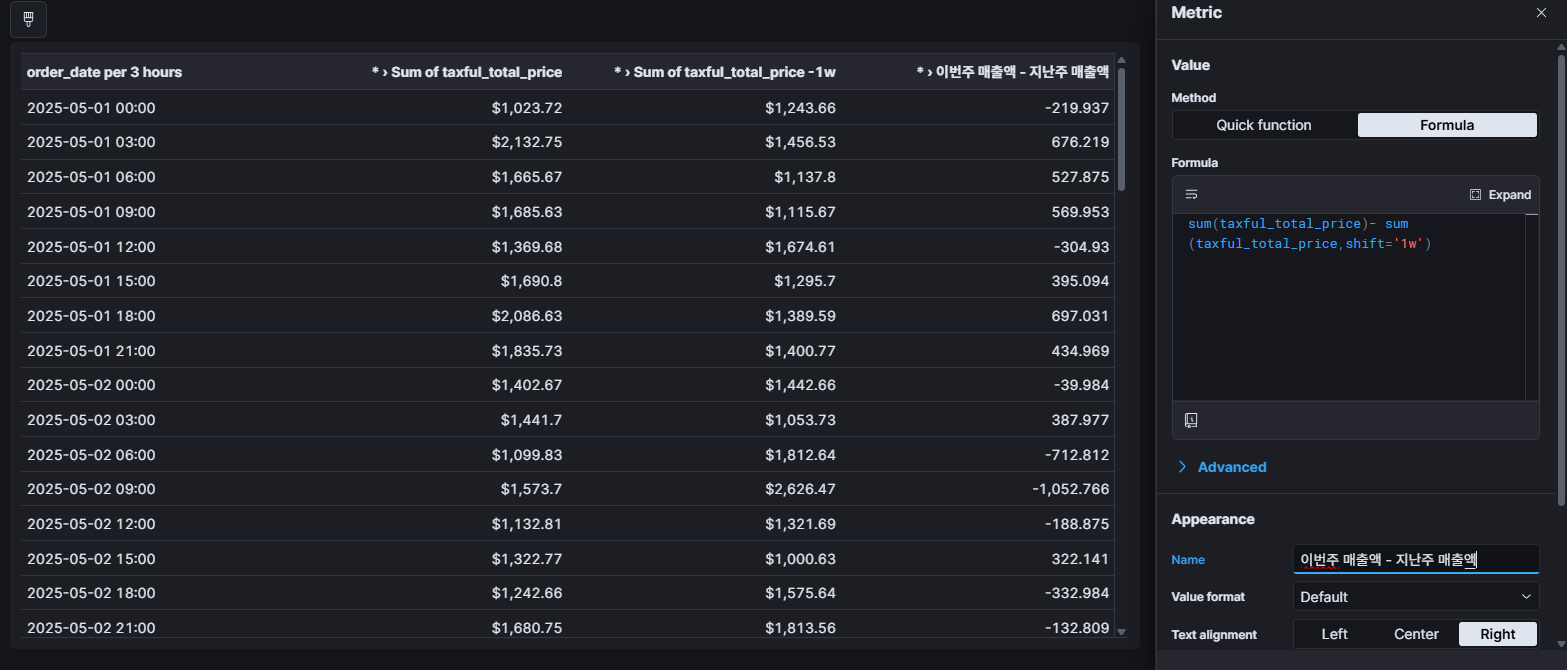 order_date per 3 hours * › Sum of taxful_total_price * › Sum of taxful_total_price -1w * › 이번주 매출액 - 지난주 매출액
2025-05-01 00:00 $1,023.72 $1,243.66 -219.937
2025-05-01 03:00 $2,132.75 $1,456.53 676.219
2025-05-01 06:00 $1,665.67 $1,137.8 527.875
2025-05-01 09:00 $1,685.63 $1,115.67 569.953
2025-05-01 12:00 $1,369.68 $1,674.61 -304.93
2025-05-01 15:00 $1,690.8 $1,295.7 395.094
2025-05-01 18:00 $2,086.63 $1,389.59 697.031
2025-05-01 21:00 $1,835.73 $1,400.77 434.969
2025-05-02 00:00 $1,402.67 $1,442.66 -39.984
2025-05-02 03:00 $1,441.7 $1,053.73 387.977
2025-05-02 06:00 $1,099.83 $1,812.64 -712.812
2025-05-02 09:00 $1,573.7 $2,626.47 -1,052.766
2025-05-02 12:00 $1,132.81 $1,321.69 -188.875
2025-05-02 15:00 $1,322.77 $1,000.63 322.141
2025-05-02 18:00 $1,242.66 $1,575.64 -332.984
2025-05-02 21:00 $1,680.75 $1,813.56 -132.809
Metric
Value
Method
Quick function Formula
Formula
Expand
sum(taxful_total_price)- sum
(taxful_total_price,shift='1w')
Advanced
Appearance
Name 이번주 매출액 - 지난주 매출액
Value format Default
Text alignment Left Center Right